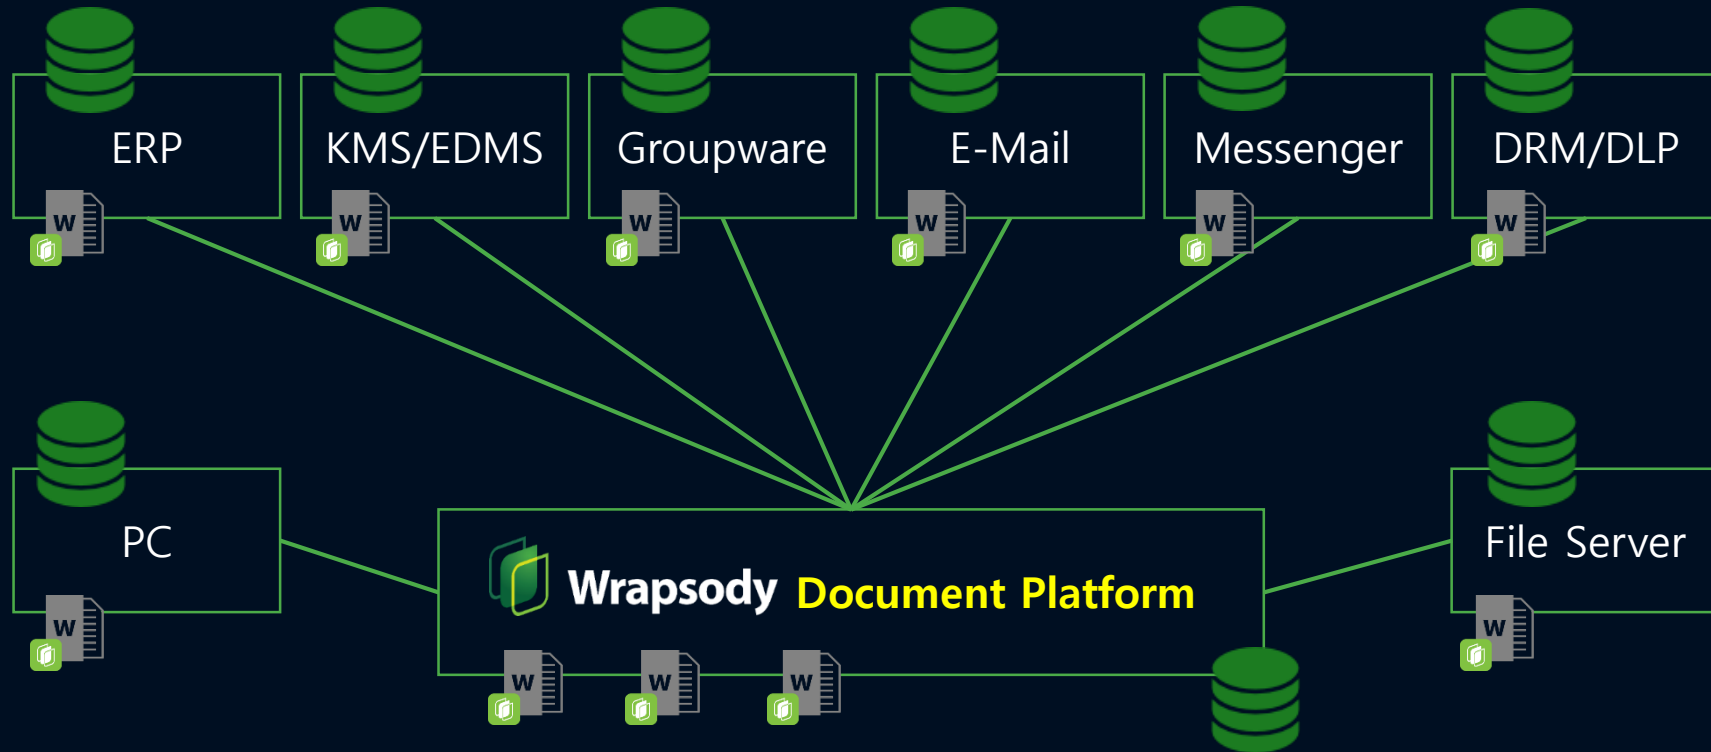 ERP
KMS/EDMS
Groupware
E-Mail
Messenger
DRM/DLP
W
W
W
W
W
W
PC
Wrapsody Document Platform
File Server
W
W
W
W
W